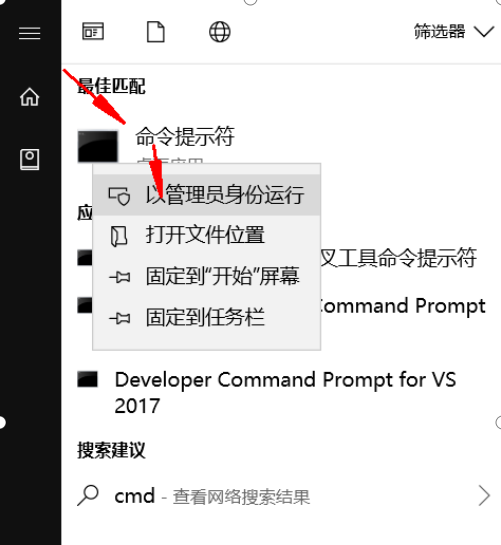 筛选器
最佳匹配
命令提示符
以管理员身份运行
打开文件位置
固定到“开始”屏幕
固定到任务栏
叉工具命令提示符
ommand Prompt
Developer Command Prompt for VS
2017
搜索建议
cmd - 查看网络搜索结果